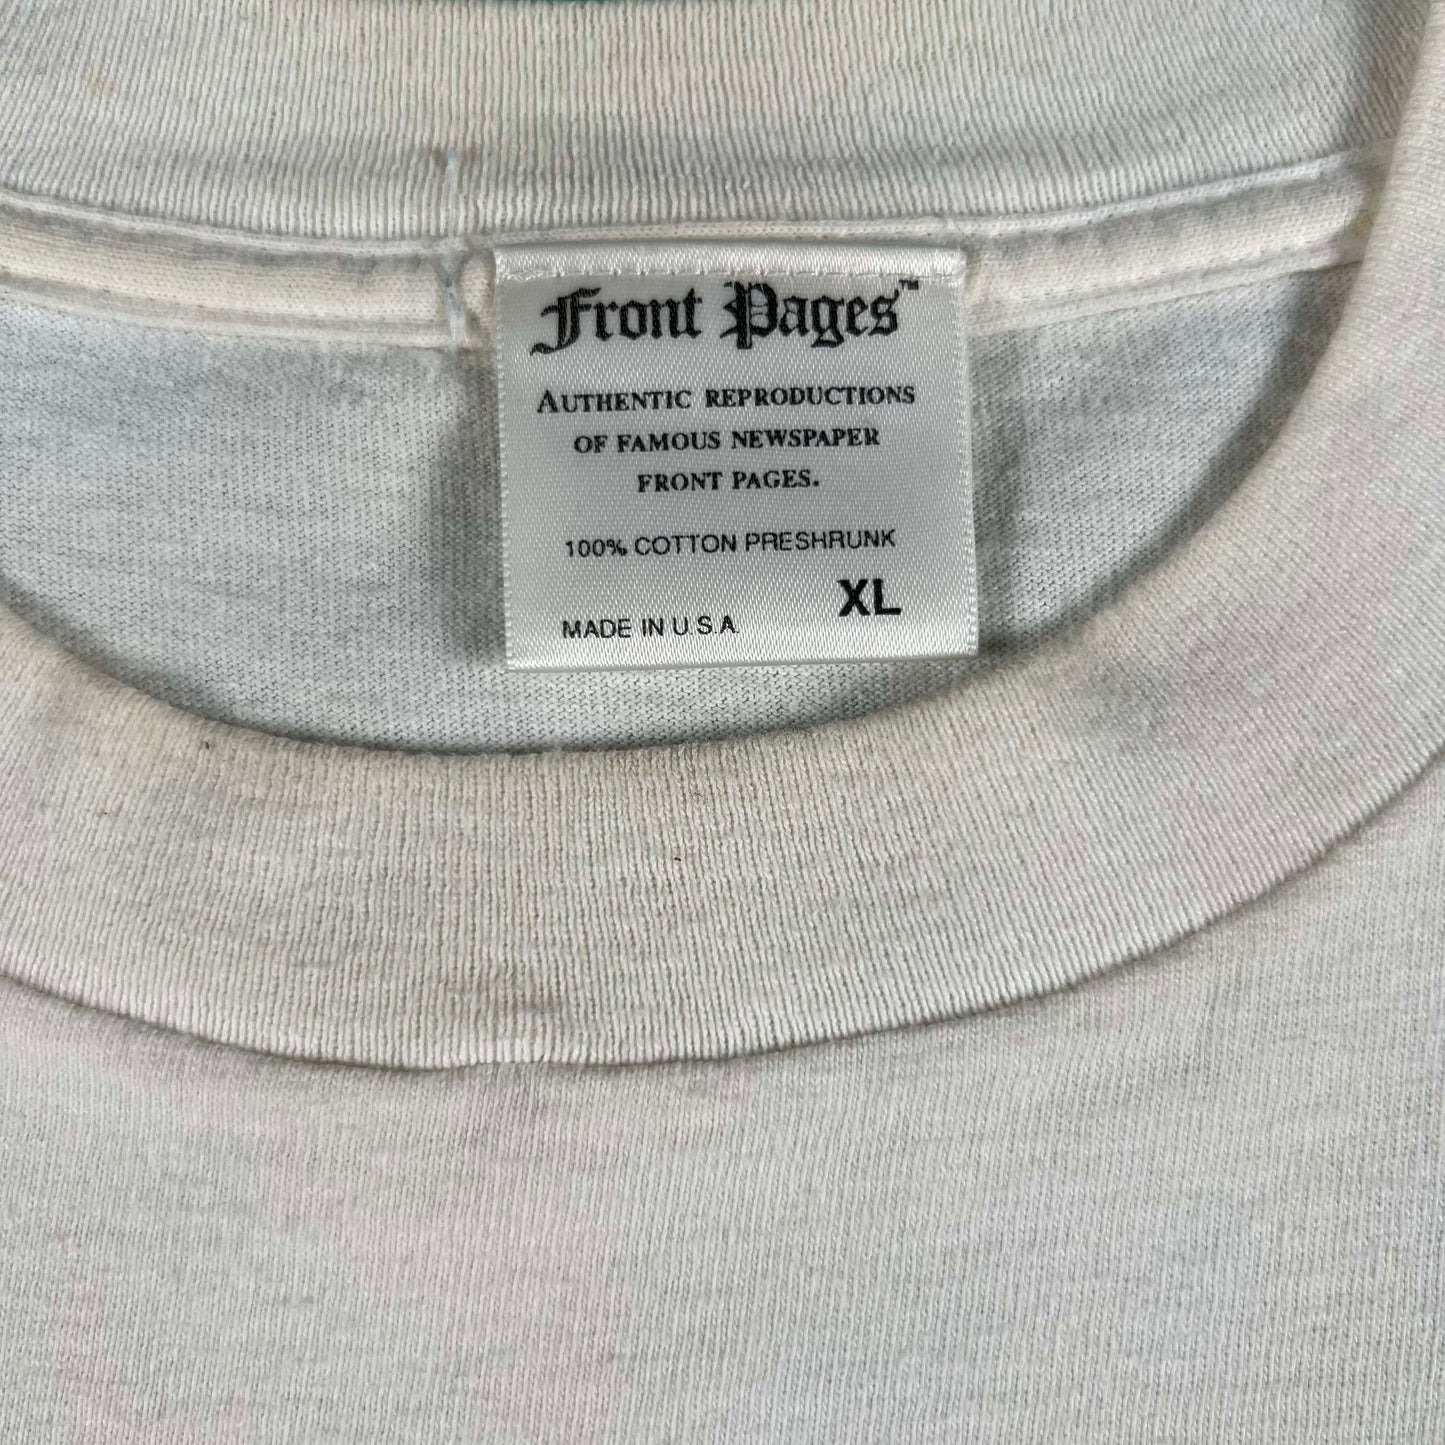 Front Pages™
AUTHENTIC REPRODUCTIONS
OF FAMOUS NEWSPAPER
FRONT PAGES.
100% COTTON PRESHRUNK
XL
MADE IN U.S.A.